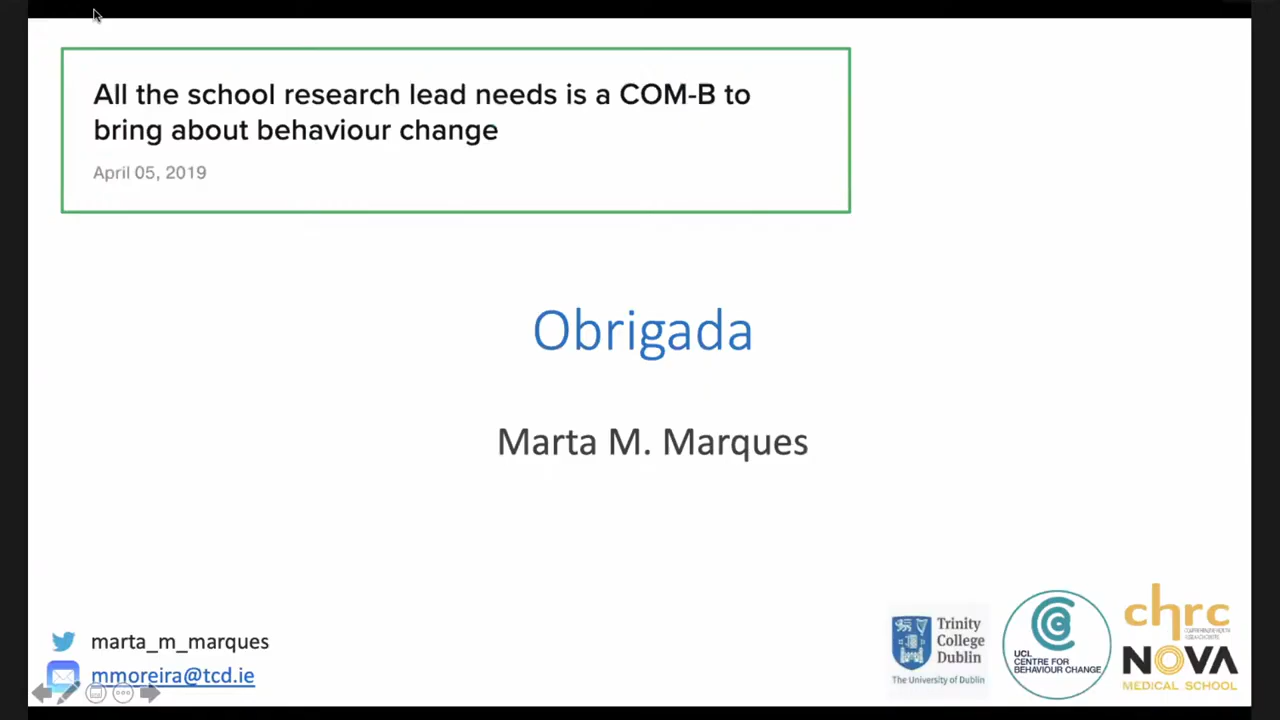 All the school research lead needs is a COM-B to
bring about behaviour change
April 05, 2019
Obrigada
Marta M. Marques
marta_m_marques
mmoreira@tcd.ie
Trinity
College
Dublin
The University of Dublin
UCL
CENTRE FOR
BEHAVIOUR CHANGE
chrc
NOVA
MEDICAL SCHOOL